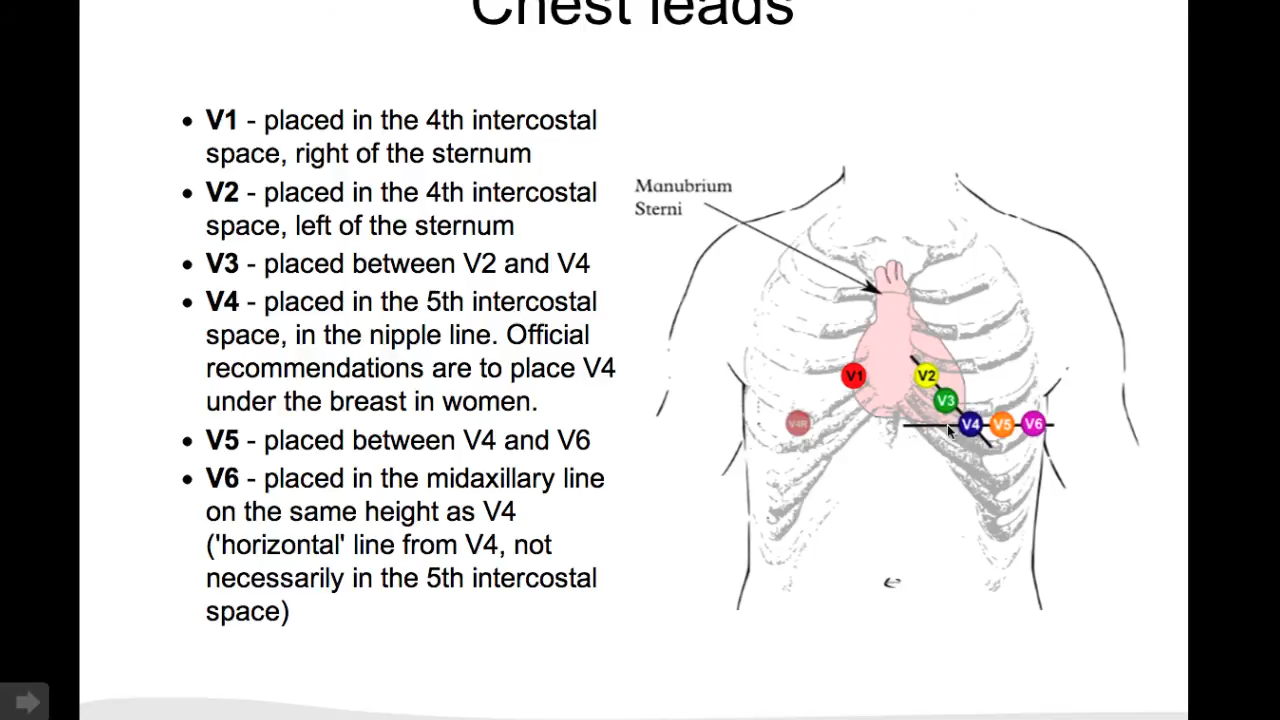 Chest leads
• V1 - placed in the 4th intercostal
space, right of the sternum
• V2 - placed in the 4th intercostal
space, left of the sternum
• V3 - placed between V2 and V4
• V4 - placed in the 5th intercostal
space, in the nipple line. Official
recommendations are to place V4
under the breast in women.
• V5 - placed between V4 and V6
• V6 - placed in the midaxillary line
on the same height as V4
('horizontal' line from V4, not
necessarily in the 5th intercostal
space)
Manubrium
Sterni
V1
V2
V3
V4R
V4
V5
V6